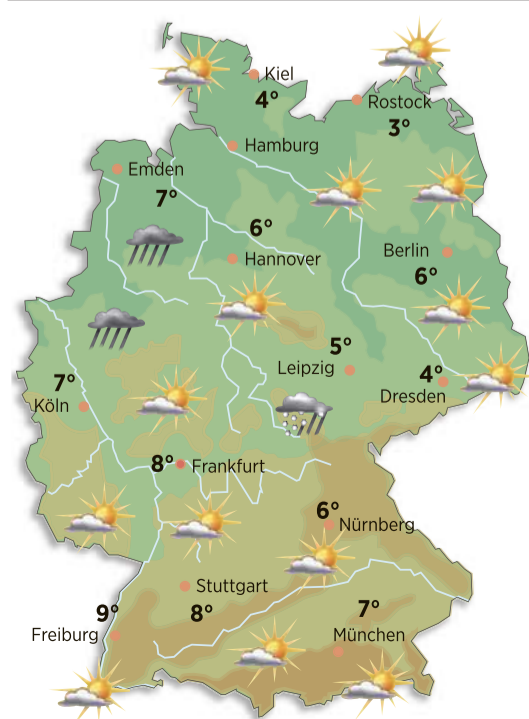 Kiel
4°
Rostock
3°
Hamburg
Emden
7°
6°
Hannover
Berlin
6°
5°
Leipzig
4°
Dresden
7°
Köln
8° Frankfurt
6°
Nürnberg
Stuttgart
8°
9°
Freiburg
7°
München